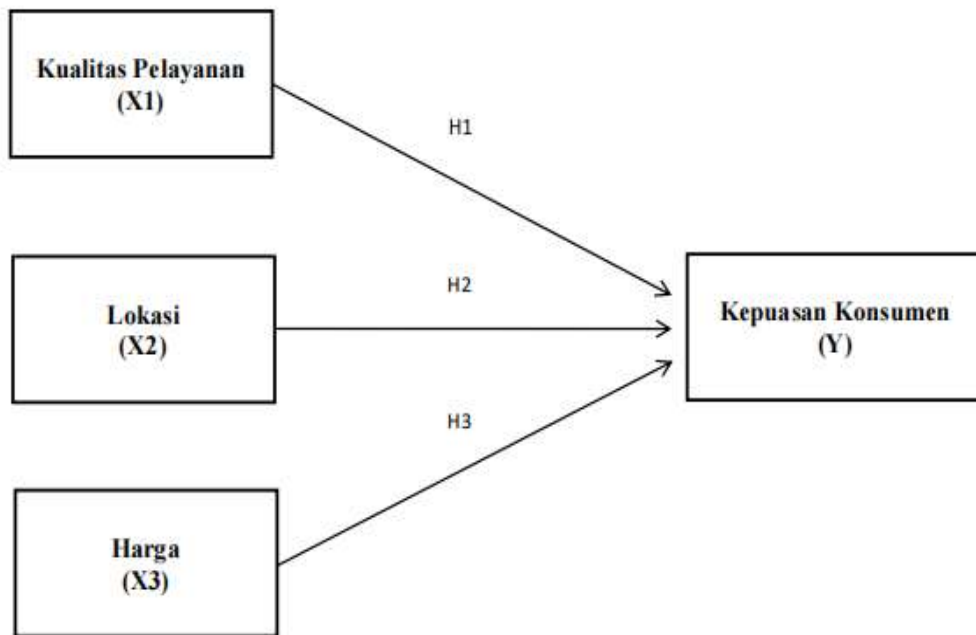 Kualitas Pelayanan
(X1)
H1
Lokasi
(X2)
H2
Kepuasan Konsumen
(Y)
H3
Harga
(X3)